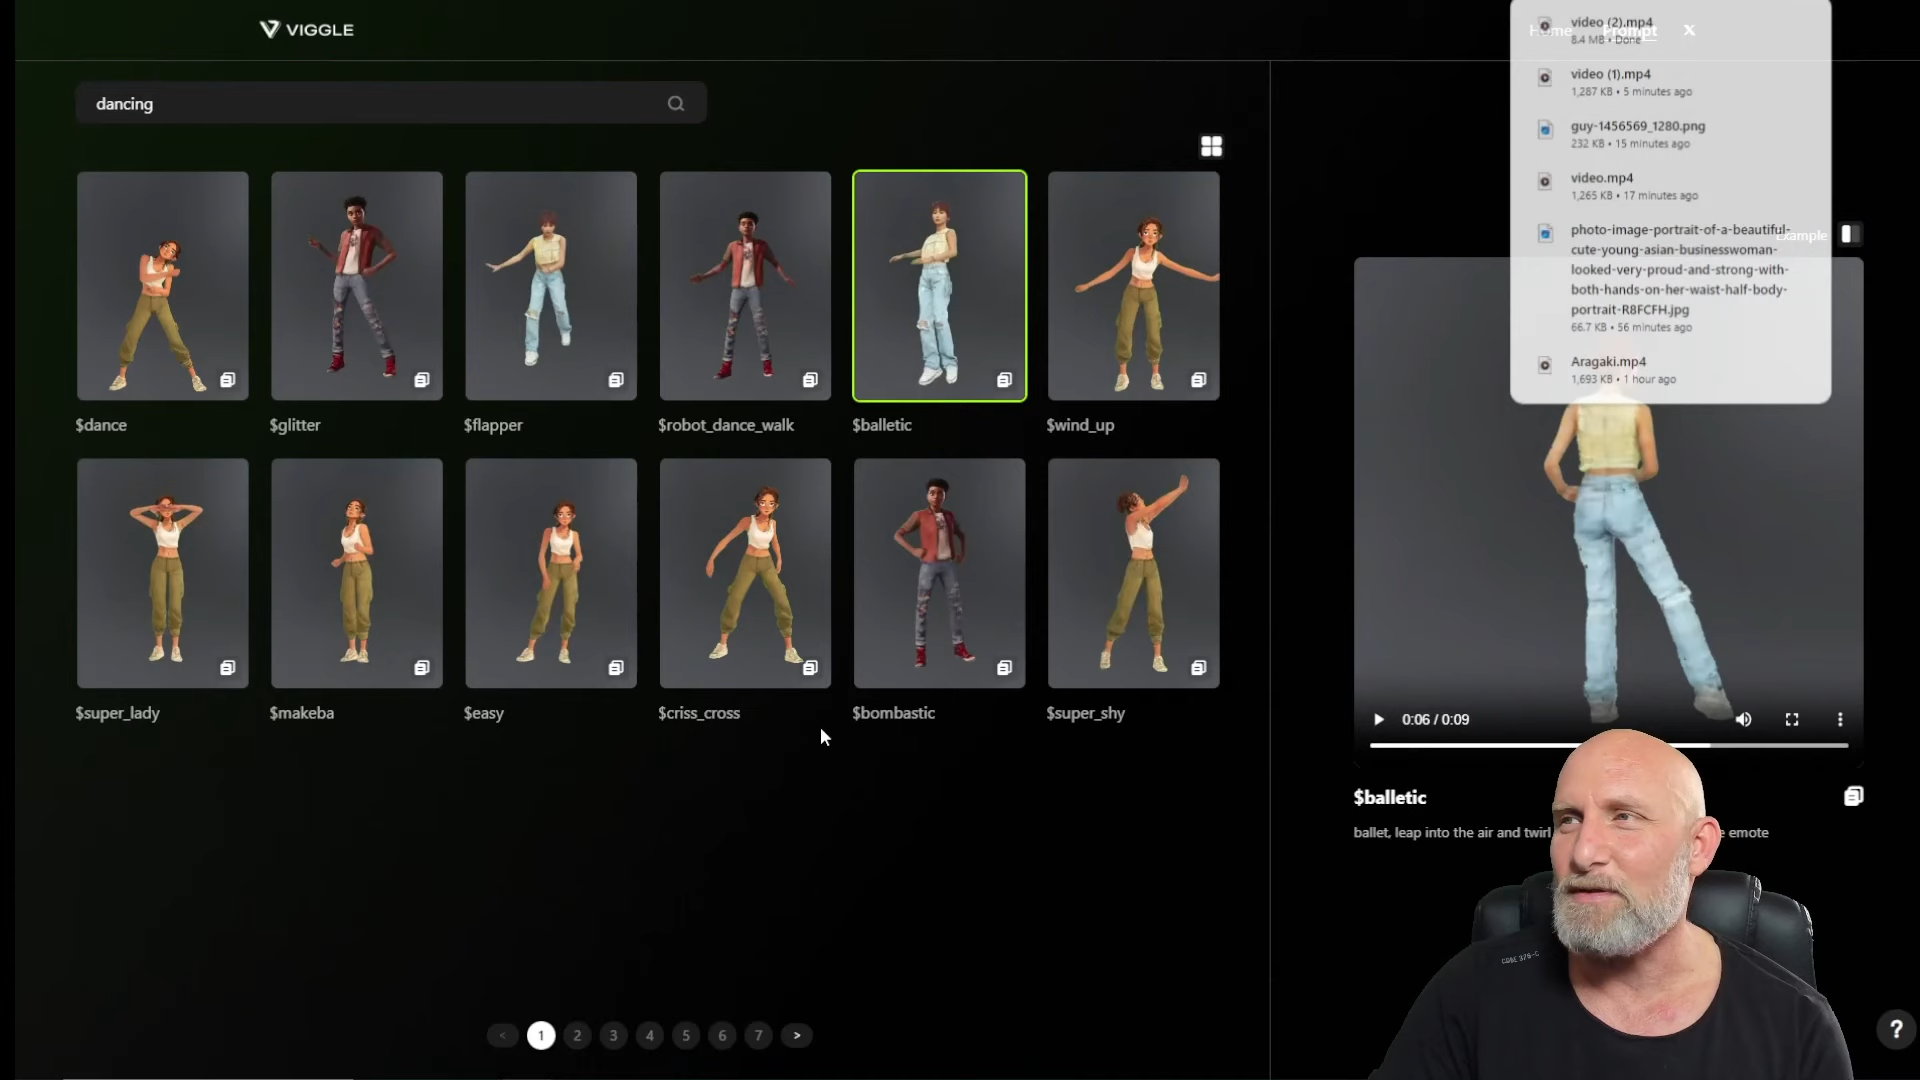 VIGGLE
Home
Prompt
X
dancing
video (2).mp4
8.4 MB • Done
video (1).mp4
1,287 KB • 5 minutes ago
guy-1456569_1280.png
232 KB • 15 minutes ago
video.mp4
1,265 KB • 17 minutes ago
photo-image-portrait-of-a-beautiful-
cute-young-asian-businesswoman-
looked-very-proud-and-strong-with-
both-hands-on-her-waist-half-body-
portrait-R8FCFH.jpg
66.7 KB • 56 minutes ago
Aragaki.mp4
1,693 KB • 1 hour ago
Example
$dance
$glitter
$flapper
$robot_dance_walk
$balletic
$wind_up
$super_lady
$makeba
$easy
$criss_cross
$bombastic
$super_shy
0:06 / 0:09
$balletic
ballet, leap into the air and twirl
emote
< 1 2 3 4 5 6 7 >
?